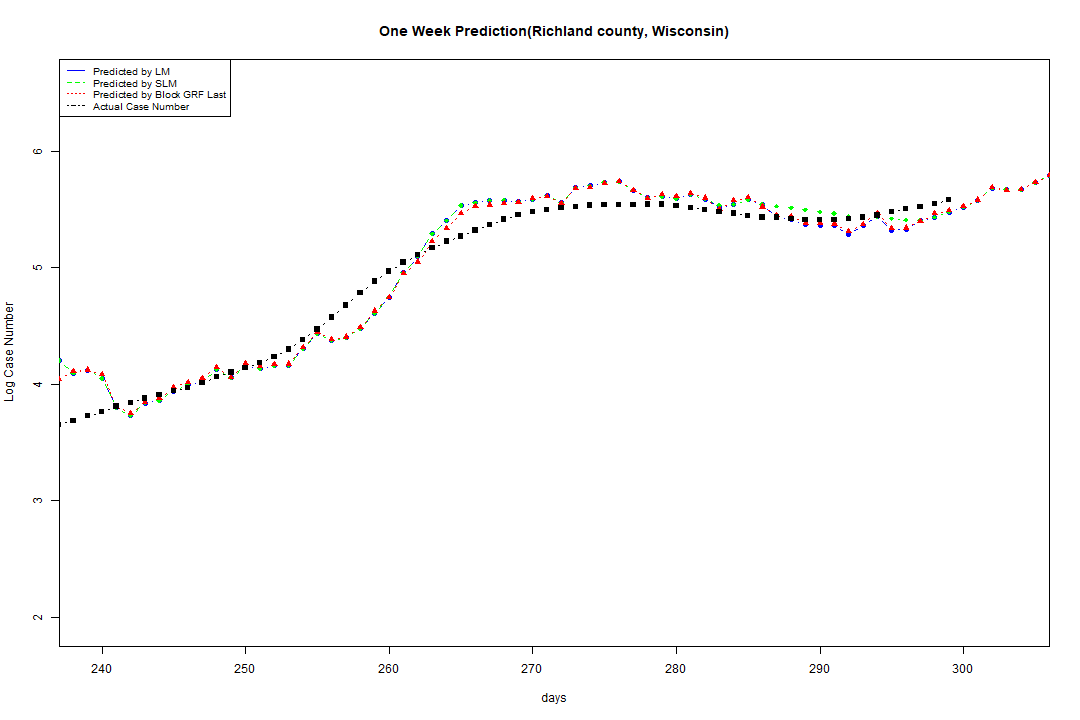 One Week Prediction(Richland county, Wisconsin)
Predicted by LM
Predicted by SLM
Predicted by Block GRF Last
Actual Case Number
Log Case Number
6
5
4
3
2
240 250 260 270 280 290 300
days